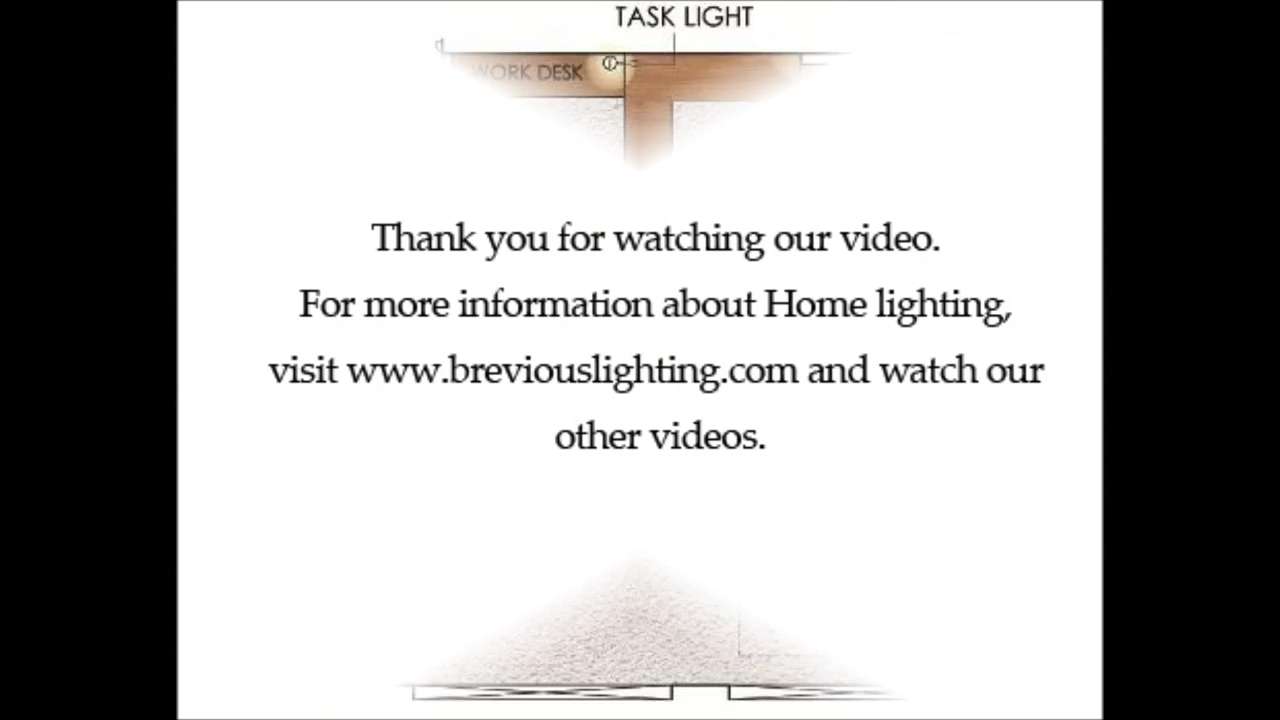 TASK LIGHT
WORK DESK
Thank you for watching our video.
For more information about Home lighting,
visit www.breviouslighting.com and watch our
other videos.